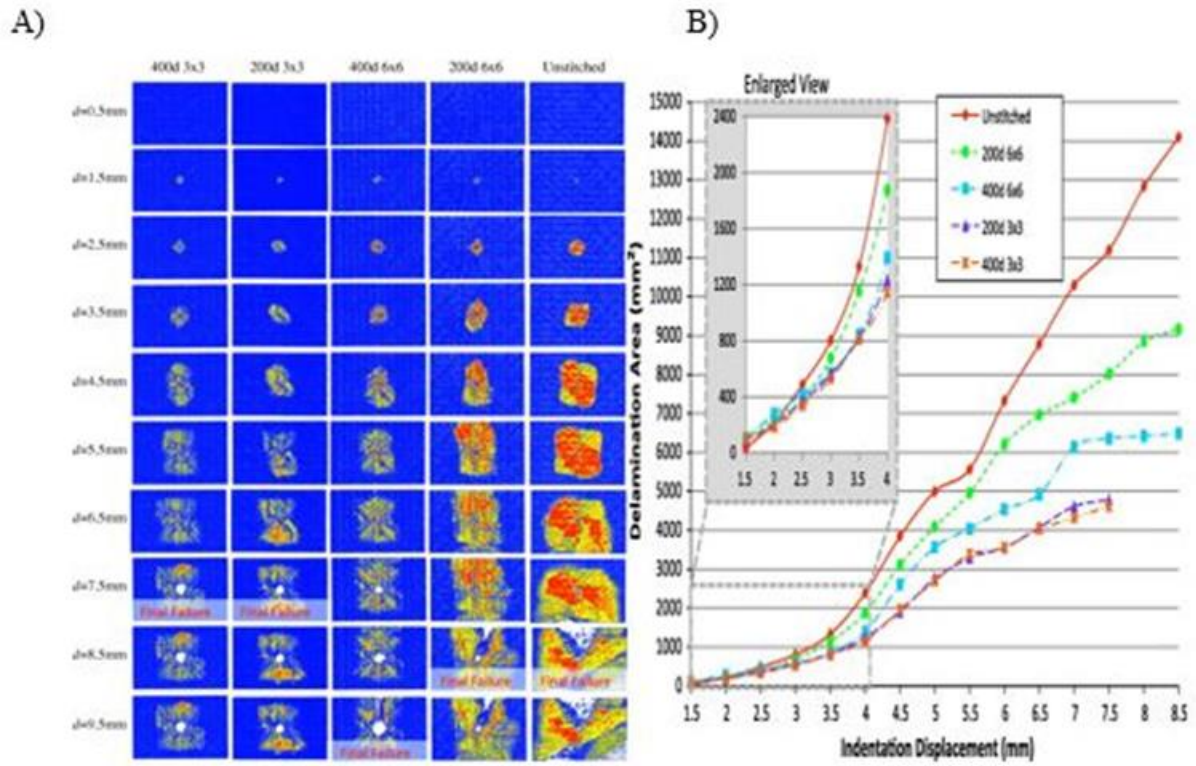 A)
400d 3x3 200d 3x3 400d 6x6 200d 6x6 Unstitched
d=0.5mm
d=1.5mm
d=2.5mm
d=3.5mm
d=4.5mm
d=5.5mm
d=6.5mm
d=7.5mm
Final Failure Final Failure
d=8.5mm
Final Failure Final Failure
d=9.5mm
Final Failure
B)
Enlarged View
2400
2000
1600
1200
800
400
0
1.5 2 2.5 3 3.5 4
Unstitched
200d 6x6
400d 6x6
200d 3x3
400d 3x3
Delamination Area (mm²)
15000
14000
13000
12000
11000
10000
9000
8000
7000
6000
5000
4000
3000
2000
1000
0
1.5 2 2.5 3 3.5 4 4.5 5 5.5 6 6.5 7 7.5 8 8.5
Indentation Displacement (mm)